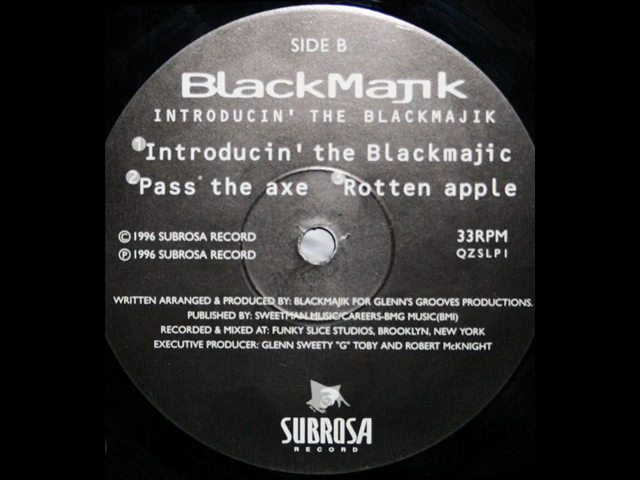 SIDE B
BLACKMAJIK
INTRODUCIN' THE BLACKMAJIK
1 Introducin' the Blackmajic
2 Pass the axe 3 Rotten apple
© 1996 SUBROSA RECORD 33RPM
℗ 1996 SUBROSA RECORD QZSLP1
WRITTEN ARRANGED & PRODUCED BY: BLACKMAJIK FOR GLENN'S GROOVES PRODUCTIONS.
PUBLISHED BY: SWEETMAN MUSIC/CAREERS-BMG MUSIC(BMI)
RECORDED & MIXED AT: FUNKY SLICE STUDIOS, BROOKLYN, NEW YORK
EXECUTIVE PRODUCER: GLENN SWEETY "G" TOBY AND ROBERT McKNIGHT
SUBROSA
RECORD